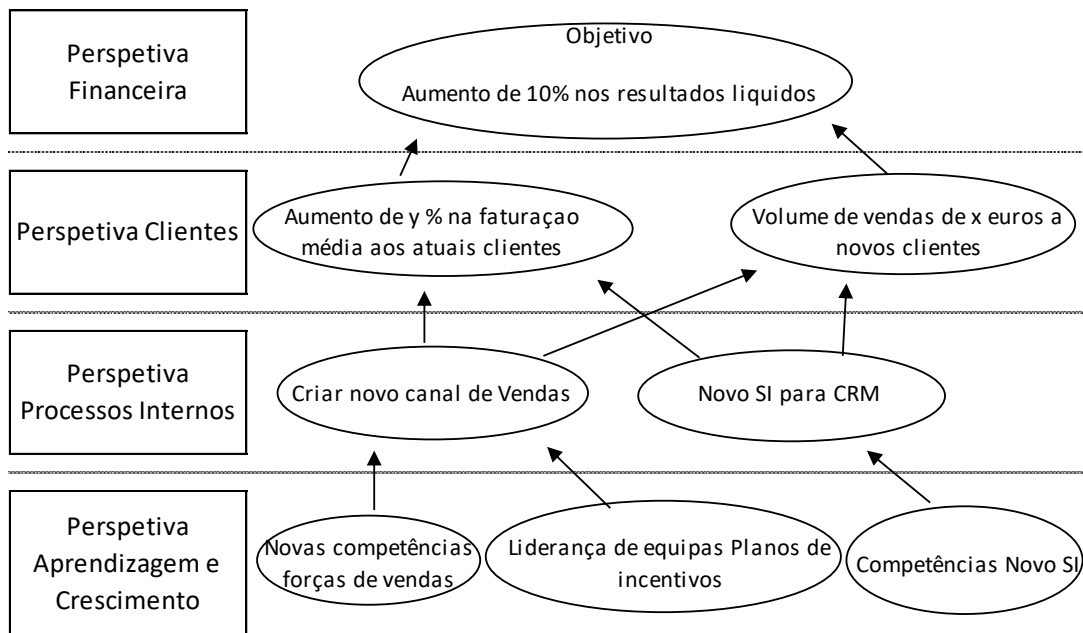 Perspetiva
Financeira
Objetivo
Aumento de 10% nos resultados liquidos
Perspetiva Clientes
Aumento de y % na faturaçao
média aos atuais clientes
Volume de vendas de x euros a
novos clientes
Perspetiva
Processos Internos
Criar novo canal de Vendas
Novo SI para CRM
Perspetiva
Aprendizagem e
Crescimento
Novas competências
forças de vendas
Liderança de equipas Planos de
incentivos
Competências Novo SI